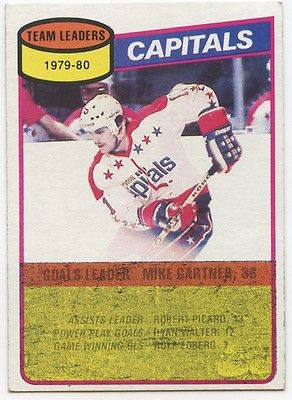 TEAM LEADERS
1979-80
CAPITALS
Capitals
GOALS LEADER MIKE GARTNER, 36
ASSISTS LEADER: ROBERT PICARD, 43
POWER PLAY GOALS: RYAN WALTER, 12
GAME WINNING GLS: ROLF EDBERG, 7